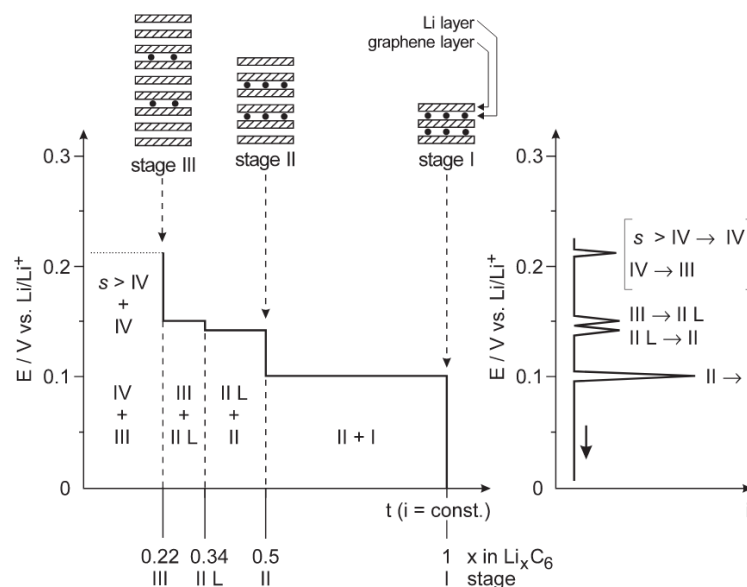 Li layer
graphene layer
stage III
stage II
stage I
0.3
0.2
0.1
0
E / V vs. Li/Li⁺
s > IV
+
IV
IV
+
III
III
+
II L
II L
+
II
II + I
t (i = const.)
0.22 0.34 0.5 1 x in LiₓC₆
III II L II I stage
0.3
0.2
0.1
0
E / V vs. Li/Li⁺
s > IV → IV
IV → III
III → II L
II L → II
II →